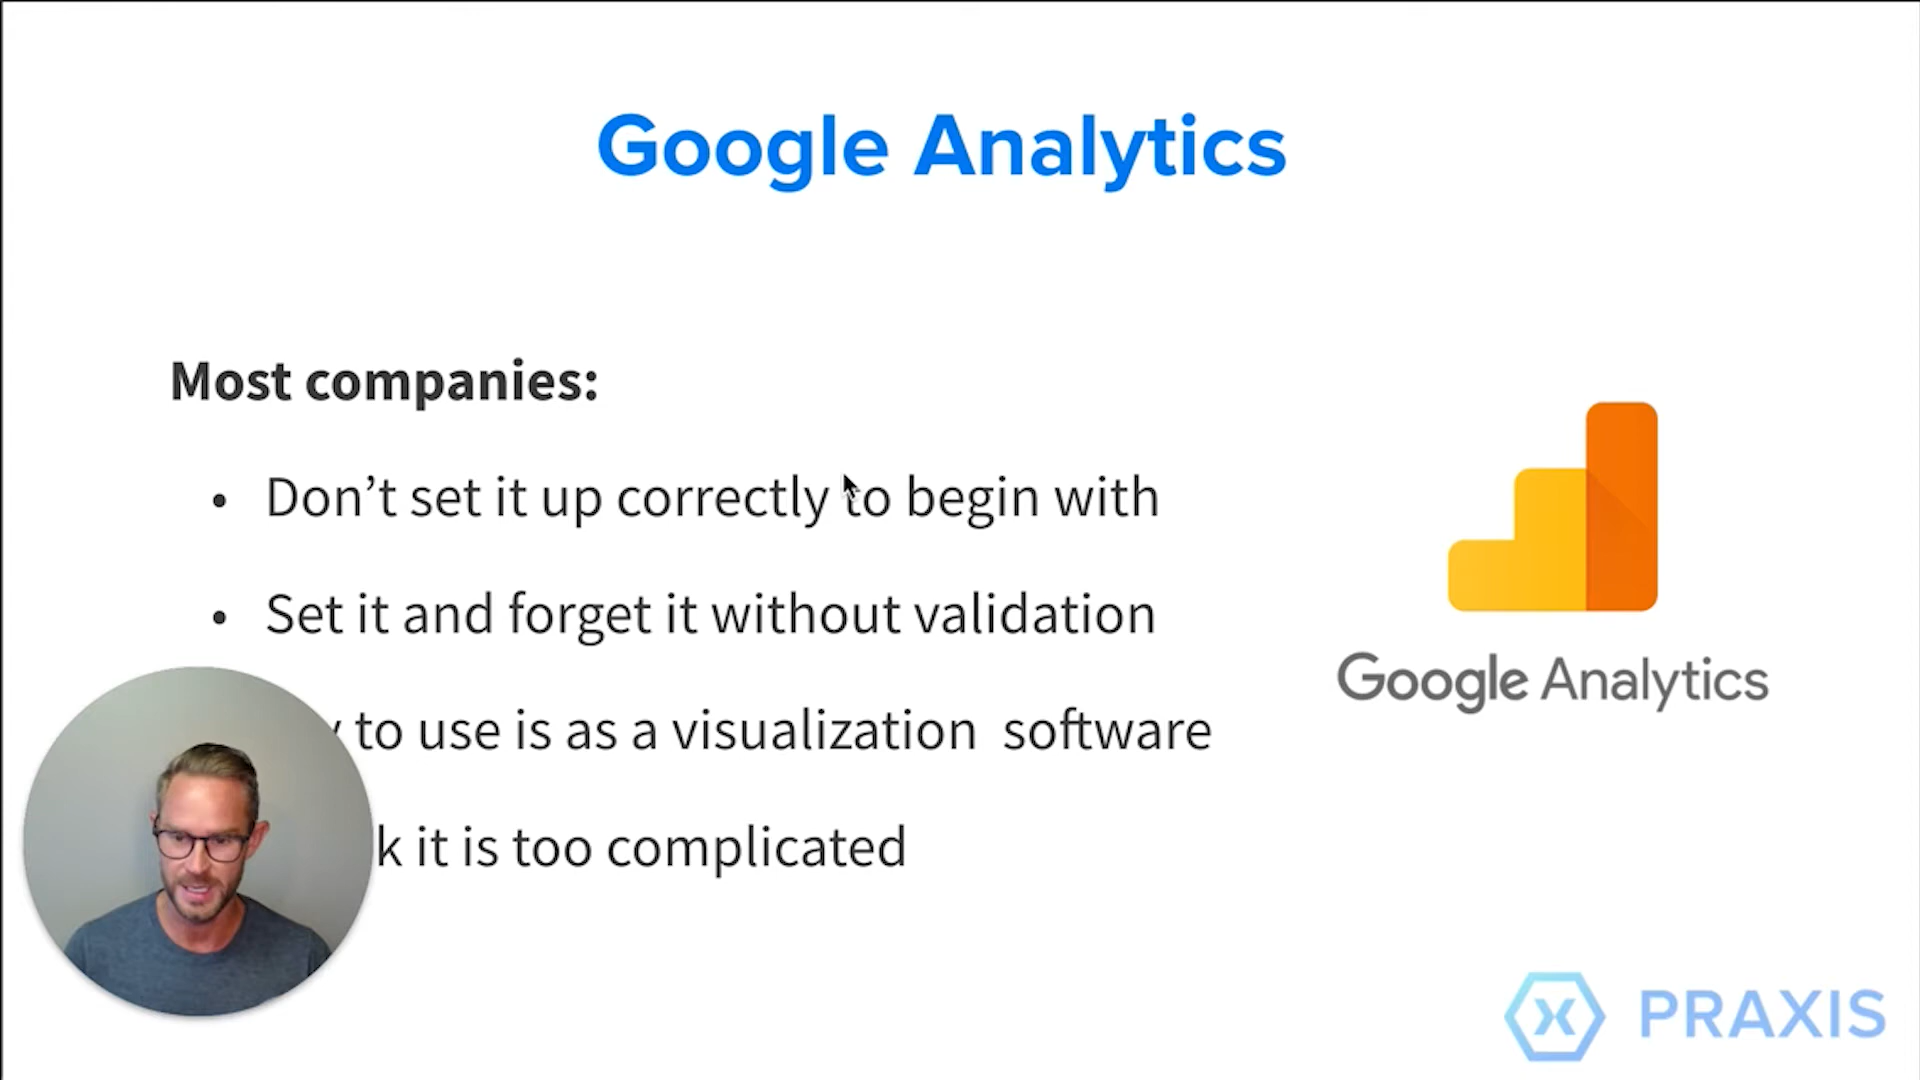 Google Analytics
Most companies:
• Don’t set it up correctly to begin with
• Set it and forget it without validation
to use is as a visualization software
it is too complicated
Google Analytics
PRAXIS